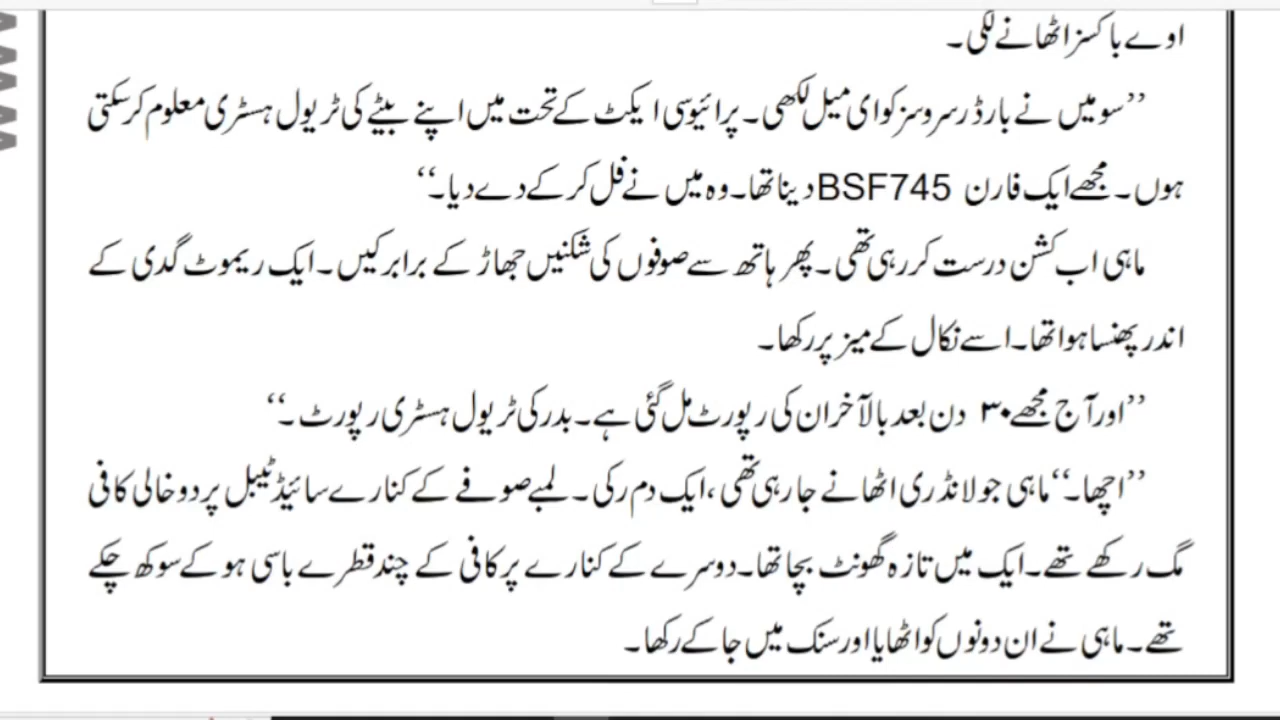 اوے باکسز اٹھانے لگی۔
’’سو میں نے بارڈر سروسز کو ای میل لکھی۔ پرائیوسی ایکٹ کے تحت میں اپنے بیٹے کی ٹریول ہسٹری معلوم کر سکتی
ہوں۔ مجھے ایک فارن BSF745 دینا تھا۔ وہ میں نے فل کر کے دے دیا۔‘‘
ماہی اب کشن درست کر رہی تھی۔ پھر ہاتھ سے صوفوں کی شکنیں جھاڑ کے برابر کیں۔ ایک ریموٹ گدی کے
اندر پھنسا ہوا تھا۔ اسے نکال کے میز پر رکھا۔
’’اور آج مجھے ۳۰ دن بعد بالآخر ان کی رپورٹ مل گئی ہے۔ بدر کی ٹریول ہسٹری رپورٹ۔‘‘
’’اچھا۔‘‘ ماہی جو لانڈری اٹھانے جا رہی تھی، ایک دم رکی۔ لمبے صوفے کے کنارے سائیڈ ٹیبل پر دو خالی کافی
مگ رکھے تھے۔ ایک میں تازہ گھونٹ بچا تھا۔ دوسرے کے کنارے پر کافی کے چند قطرے باسی ہو کے سوکھ چکے
تھے۔ ماہی نے ان دونوں کو اٹھایا اور سنک میں جا کے رکھا۔